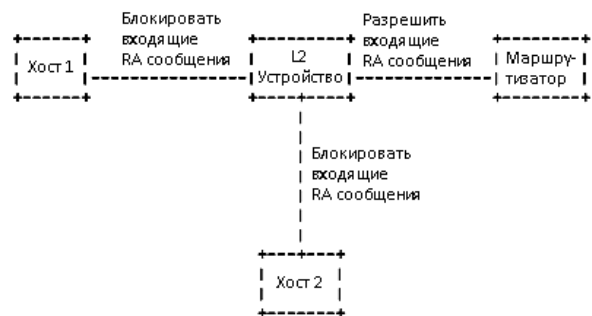 Блокировать
входящие
RA сообщения
Разрешить
входящие
RA сообщения
Хост 1
L2
Устройство
Маршру-
тизатор
Блокировать
входящие
RA сообщения
Хост 2